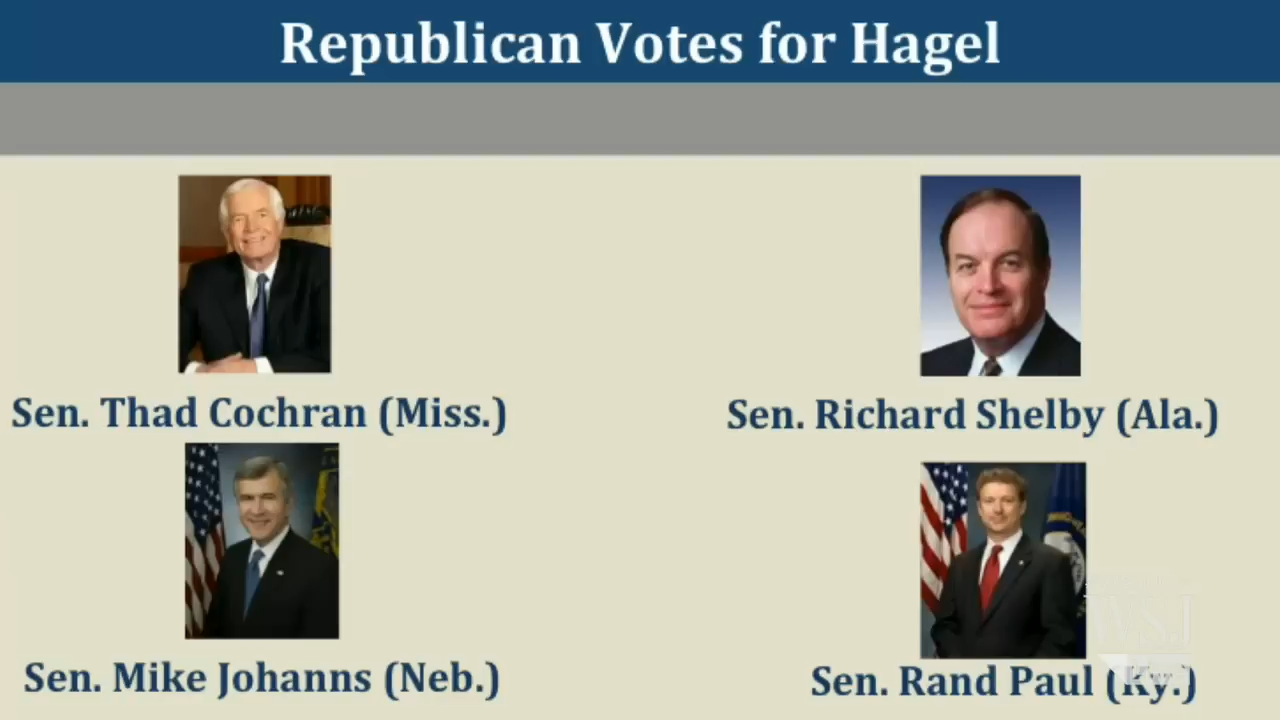 Republican Votes for Hagel
Sen. Thad Cochran (Miss.)
Sen. Richard Shelby (Ala.)
Sen. Mike Johanns (Neb.)
Sen. Rand Paul (Ky.)
WSJ